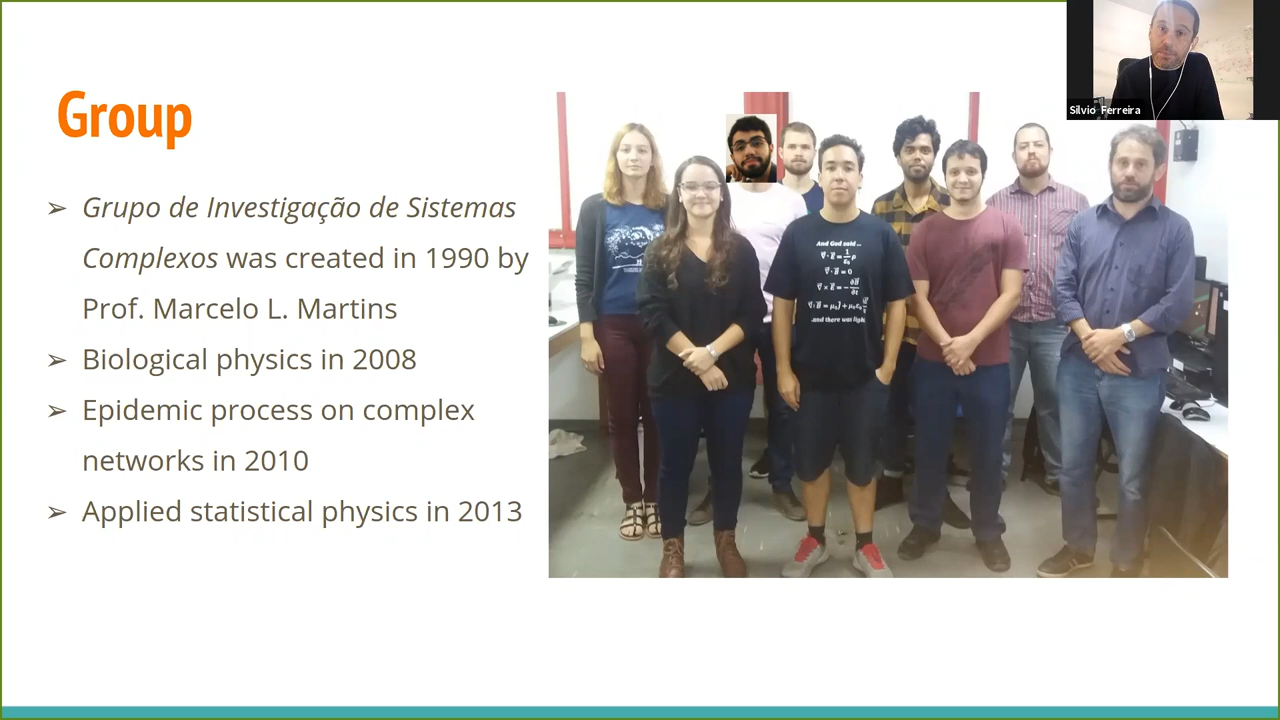 Group
➢ Grupo de Investigação de Sistemas
Complexos was created in 1990 by
Prof. Marcelo L. Martins
➢ Biological physics in 2008
➢ Epidemic process on complex
networks in 2010
➢ Applied statistical physics in 2013
Silvio Ferreira
And God said ...
and there was light.